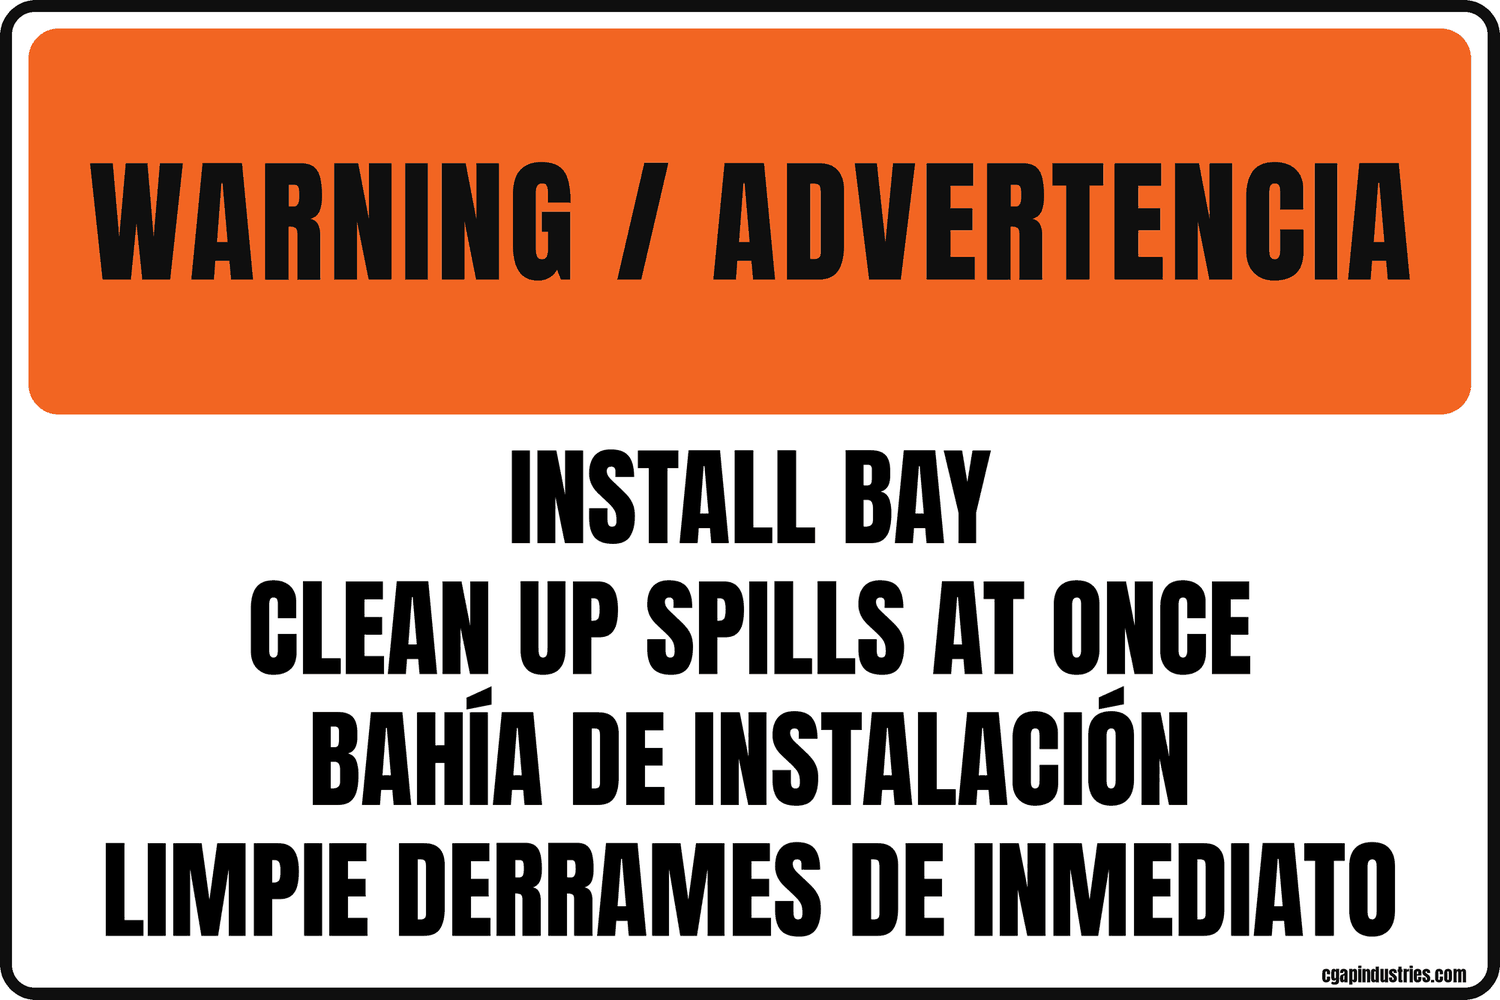 WARNING / ADVERTENCIA
INSTALL BAY
CLEAN UP SPILLS AT ONCE
BAHÍA DE INSTALACIÓN
LIMPIE DERRAMES DE INMEDIATO
cgapindustries.com